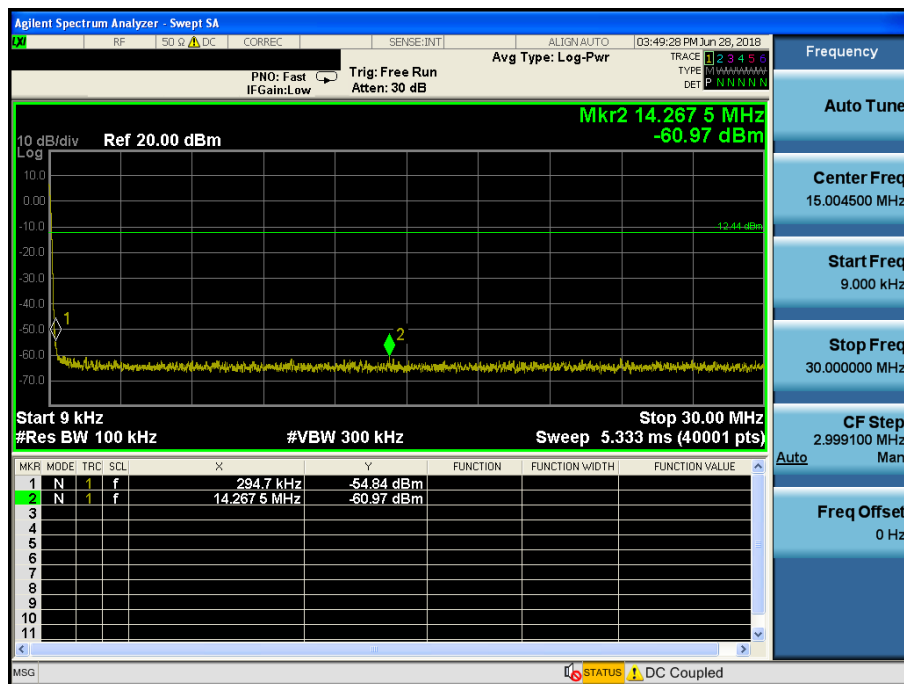 Agilent Spectrum Analyzer - Swept SA
LXI RF 50 Ω DC CORREC SENSE:INT ALIGN AUTO 03:49:28 PM Jun 28, 2018
Avg Type: Log-Pwr TRACE 1 2 3 4 5 6
PNO: Fast Trig: Free Run TYPE M
IFGain:Low Atten: 30 dB DET P N N N N N
Mkr2 14.267 5 MHz
-60.97 dBm
10 dB/div Ref 20.00 dBm
Log
10.0
0.00
-10.0
-12.44 dBm
-20.0
-30.0
-40.0
-50.0
1
2
-60.0
-70.0
Start 9 kHz Stop 30.00 MHz
#Res BW 100 kHz #VBW 300 kHz Sweep 5.333 ms (40001 pts)
MKR MODE TRC SCL X Y FUNCTION FUNCTION WIDTH FUNCTION VALUE
1 N 1 f 294.7 kHz -54.84 dBm
2 N 1 f 14.267 5 MHz -60.97 dBm
3
4
5
6
7
8
9
10
11
MSG STATUS DC Coupled
Frequency
Auto Tune
Center Freq
15.004500 MHz
Start Freq
9.000 kHz
Stop Freq
30.000000 MHz
CF Step
2.999100 MHz
Auto Man
Freq Offset
0 Hz